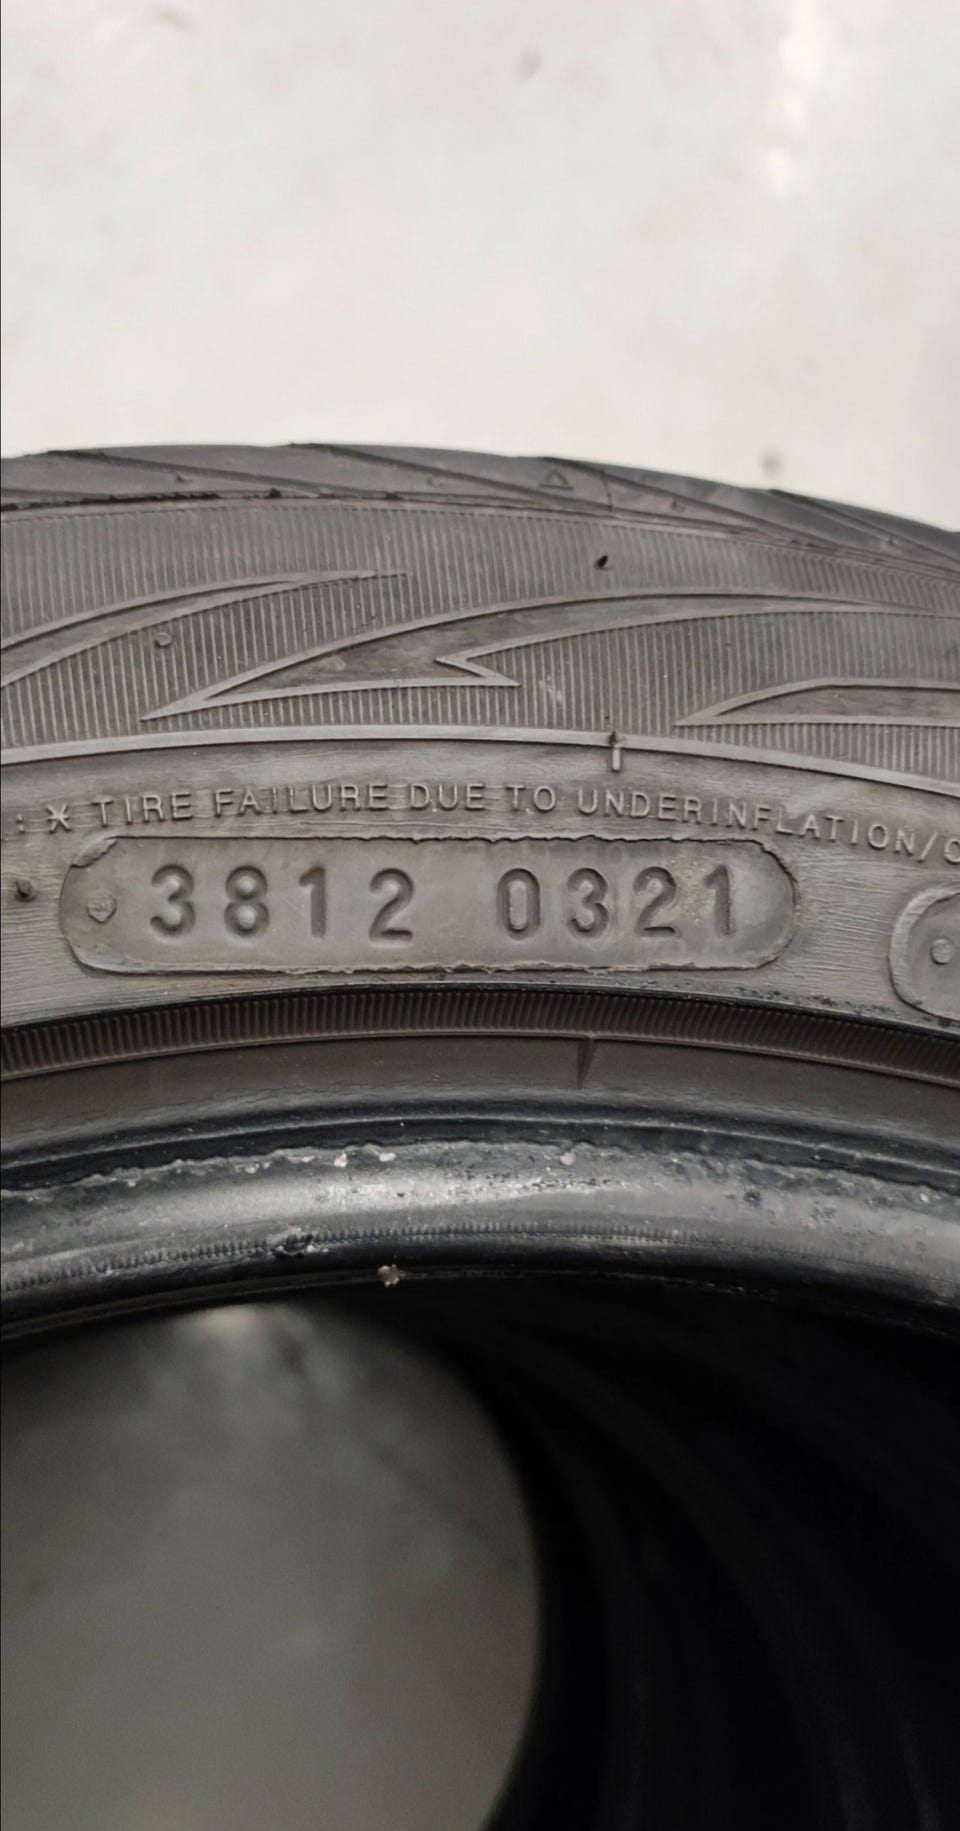 : * TIRE FAILURE DUE TO UNDERINFLATION/
3812 0321